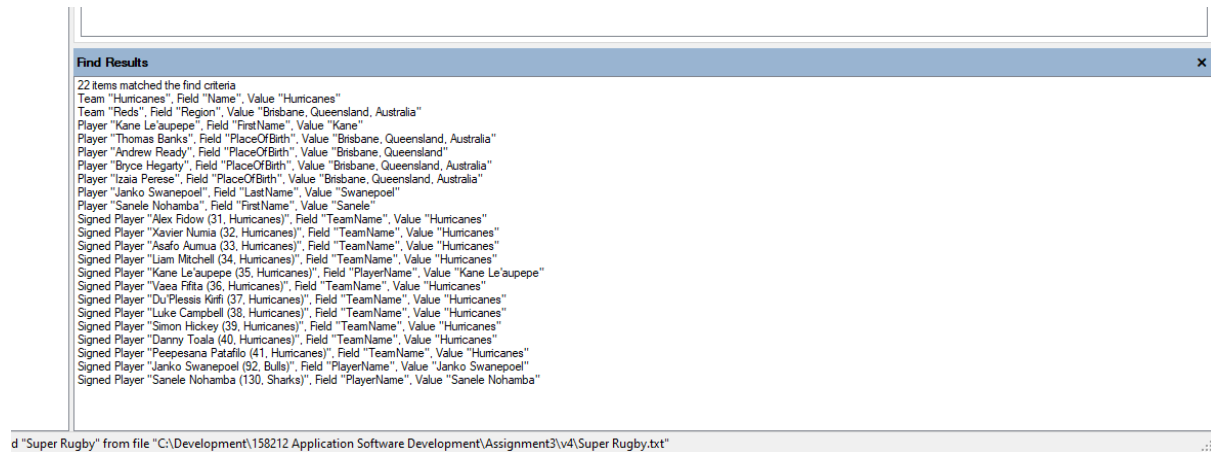 Find Results
22 items matched the find criteria
Team "Hurricanes", Field "Name", Value "Hurricanes"
Team "Reds", Field "Region", Value "Brisbane, Queensland, Australia"
Player "Kane Le'aupepe", Field "FirstName", Value "Kane"
Player "Thomas Banks", Field "PlaceOfBirth", Value "Brisbane, Queensland, Australia"
Player "Andrew Ready", Field "PlaceOfBirth", Value "Brisbane, Queensland"
Player "Bryce Hegarty", Field "PlaceOfBirth", Value "Brisbane, Queensland, Australia"
Player "Izaia Perese", Field "PlaceOfBirth", Value "Brisbane, Queensland, Australia"
Player "Janko Swanepoel", Field "LastName", Value "Swanepoel"
Player "Sanele Nohamba", Field "FirstName", Value "Sanele"
Signed Player "Alex Fidow (31, Hurricanes)", Field "TeamName", Value "Hurricanes"
Signed Player "Xavier Numia (32, Hurricanes)", Field "TeamName", Value "Hurricanes"
Signed Player "Asafo Aumua (33, Hurricanes)", Field "TeamName", Value "Hurricanes"
Signed Player "Liam Mitchell (34, Hurricanes)", Field "TeamName", Value "Hurricanes"
Signed Player "Kane Le'aupepe (35, Hurricanes)", Field "PlayerName", Value "Kane Le'aupepe"
Signed Player "Vaea Fifita (36, Hurricanes)", Field "TeamName", Value "Hurricanes"
Signed Player "Du'Plessis Kirifi (37, Hurricanes)", Field "TeamName", Value "Hurricanes"
Signed Player "Luke Campbell (38, Hurricanes)", Field "TeamName", Value "Hurricanes"
Signed Player "Simon Hickey (39, Hurricanes)", Field "TeamName", Value "Hurricanes"
Signed Player "Danny Toala (40, Hurricanes)", Field "TeamName", Value "Hurricanes"
Signed Player "Peepesana Patafilo (41, Hurricanes)", Field "TeamName", Value "Hurricanes"
Signed Player "Janko Swanepoel (92, Bulls)", Field "PlayerName", Value "Janko Swanepoel"
Signed Player "Sanele Nohamba (130, Sharks)", Field "PlayerName", Value "Sanele Nohamba"
d "Super Rugby" from file "C:\Development\158212 Application Software Development\Assignment3\v4\Super Rugby.txt"